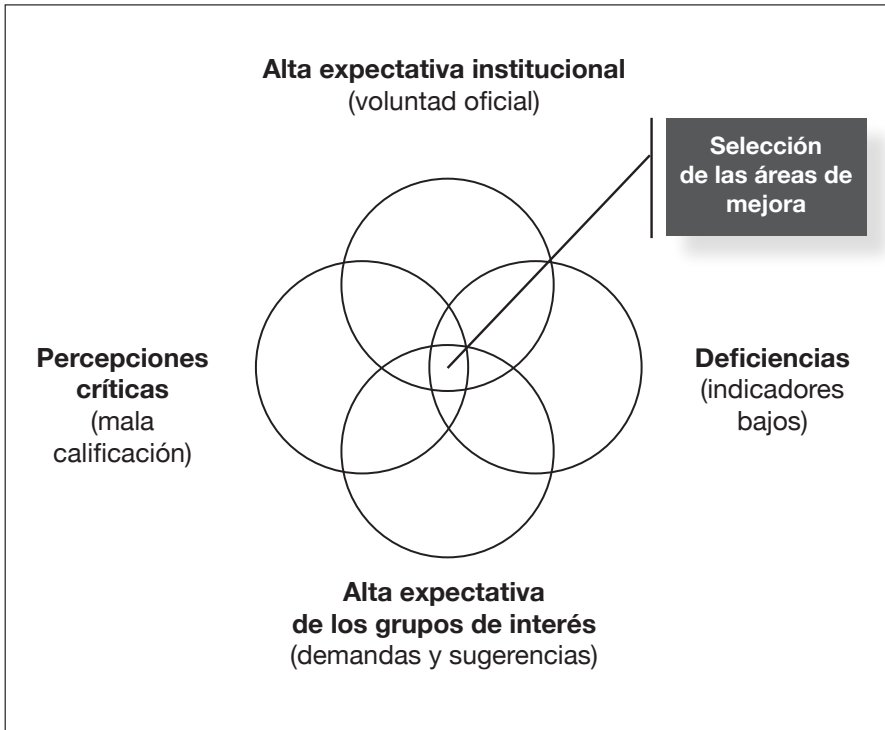 Alta expectativa institucional
(voluntad oficial)
Selección
de las áreas de
mejora
Percepciones
críticas
(mala
calificación)
Deficiencias
(indicadores
bajos)
Alta expectativa
de los grupos de interés
(demandas y sugerencias)